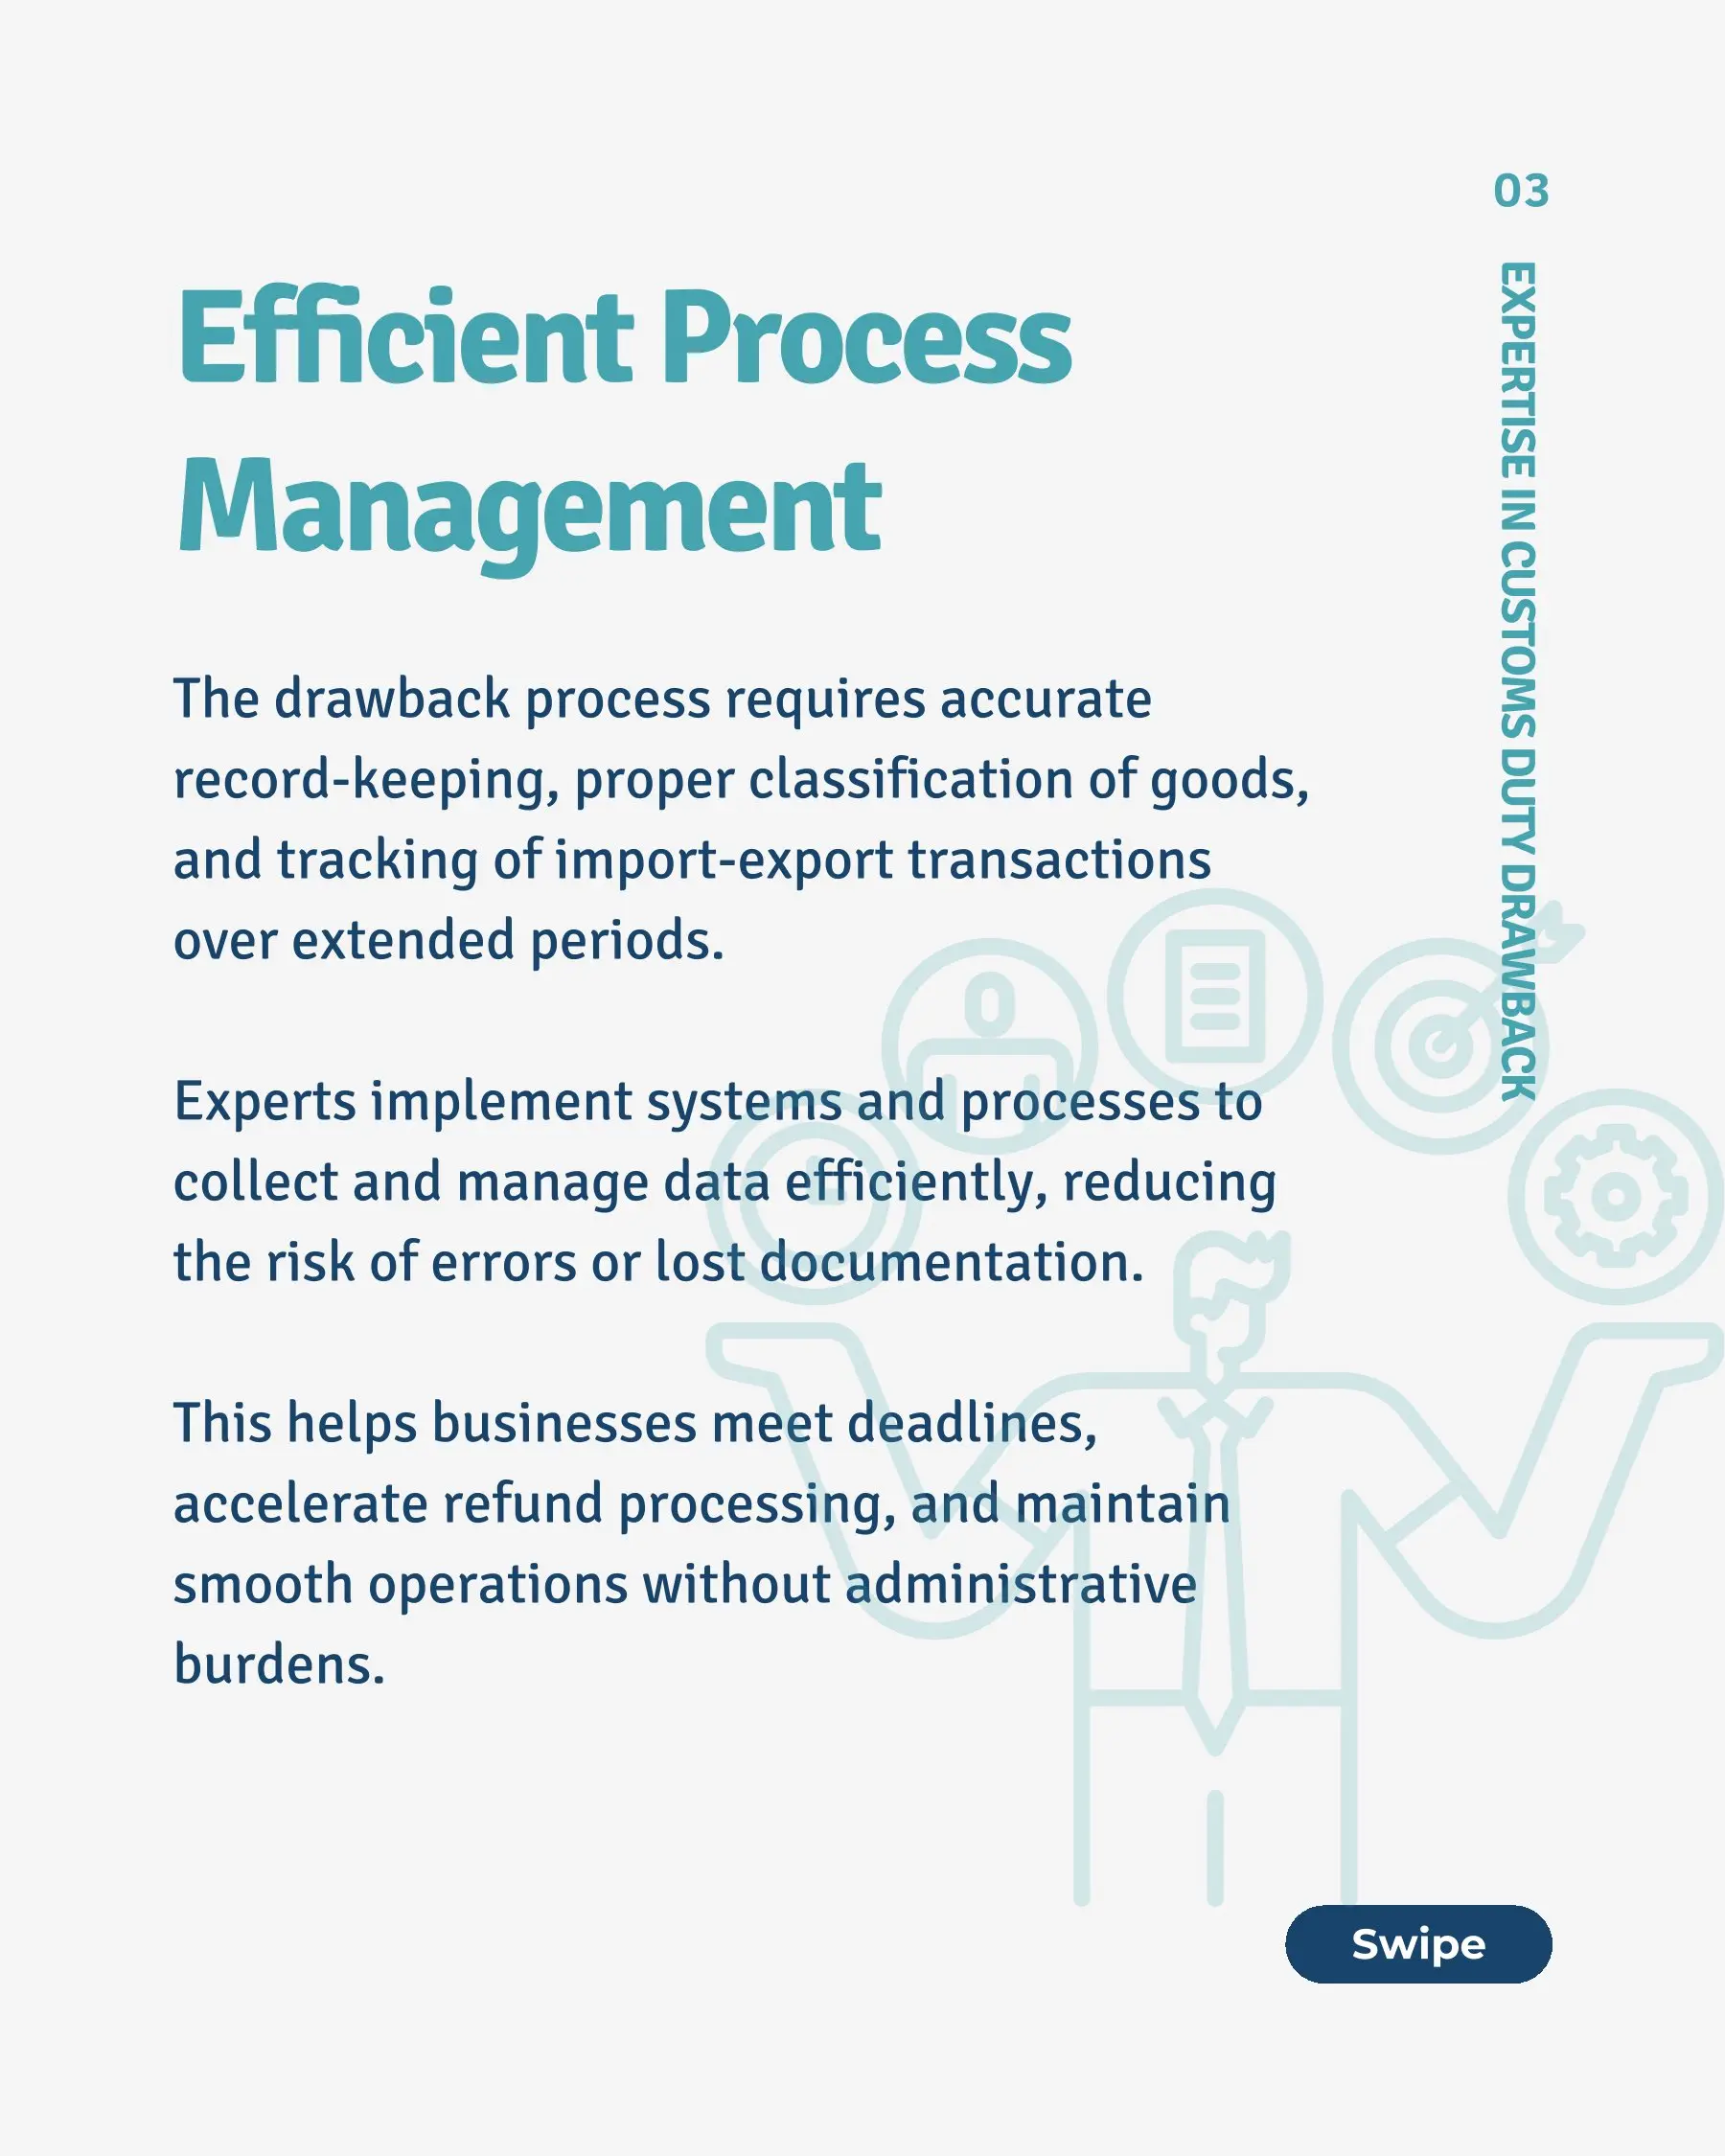 03
EXPERTISE IN CUSTOMS DUTY DRAWBACK
Efficient Process
Management
The drawback process requires accurate
record-keeping, proper classification of goods,
and tracking of import-export transactions
over extended periods.
Experts implement systems and processes to
collect and manage data efficiently, reducing
the risk of errors or lost documentation.
This helps businesses meet deadlines,
accelerate refund processing, and maintain
smooth operations without administrative
burdens.
Swipe